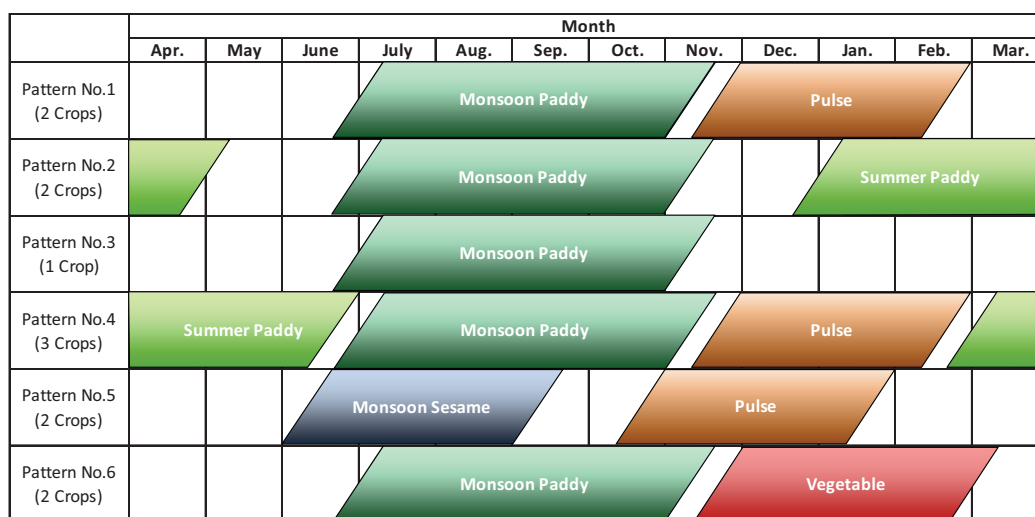 Month
Apr. May June July Aug. Sep. Oct. Nov. Dec. Jan. Feb. Mar.
Pattern No.1
(2 Crops)
Monsoon Paddy
Pulse
Pattern No.2
(2 Crops)
Monsoon Paddy
Summer Paddy
Pattern No.3
(1 Crop)
Monsoon Paddy
Pattern No.4
(3 Crops)
Summer Paddy
Monsoon Paddy
Pulse
Pattern No.5
(2 Crops)
Monsoon Sesame
Pulse
Pattern No.6
(2 Crops)
Monsoon Paddy
Vegetable